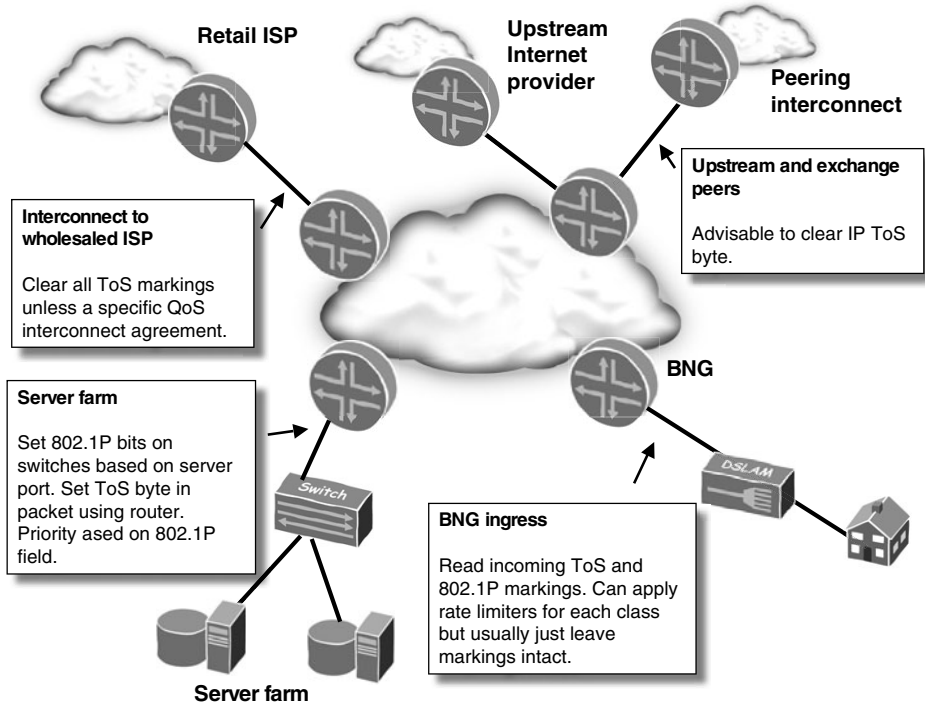 Retail ISP
Upstream
Internet
provider
Peering
interconnect
Upstream and exchange
peers
Advisable to clear IP ToS
byte.
Interconnect to
wholesaled ISP
Clear all ToS markings
unless a specific QoS
interconnect agreement.
Server farm
Set 802.1P bits on
switches based on server
port. Set ToS byte in
packet using router.
Priority ased on 802.1P
field.
BNG
Switch
DSLAM
BNG ingress
Read incoming ToS and
802.1P markings. Can apply
rate limiters for each class
but usually just leave
markings intact.
Server farm